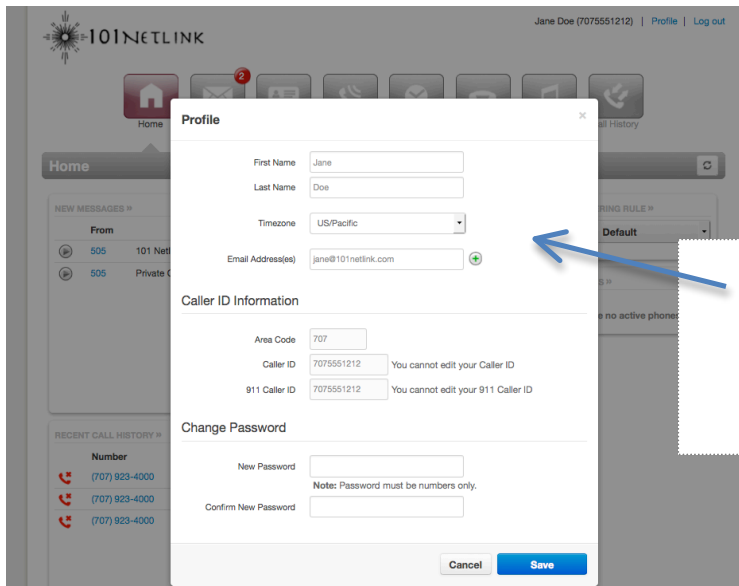 101NETLINK
Jane Doe (7075551212) | Profile | Log out
2
Home
all History
Profile
×
First Name Jane
Last Name Doe
Timezone US/Pacific
Email Address(es) jane@101netlink.com
Caller ID Information
Area Code 707
Caller ID 7075551212 You cannot edit your Caller ID
911 Caller ID 7075551212 You cannot edit your 911 Caller ID
Change Password
New Password
Note: Password must be numbers only.
Confirm New Password
Cancel Save
Home
NEW MESSAGES »
From
505 101 Netl
505 Private
RING RULE »
Default
S »
e no active phone
RECENT CALL HISTORY »
Number
(707) 923-4000
(707) 923-4000
(707) 923-4000